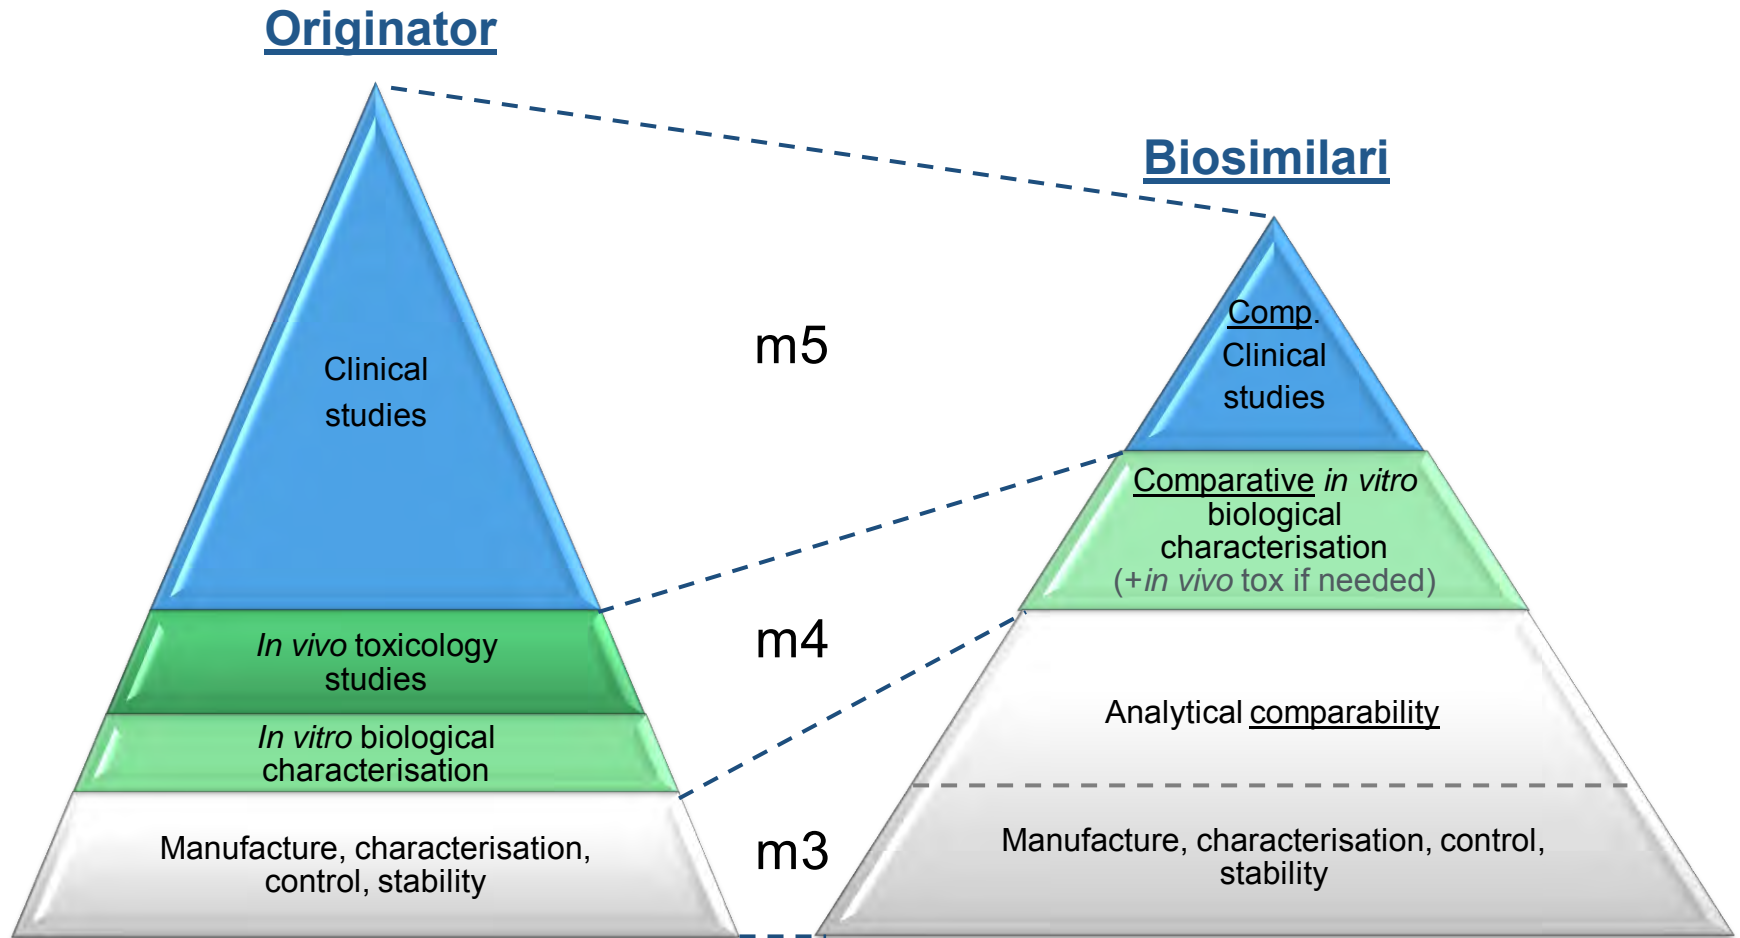 Originator
Clinical
studies
In vivo toxicology
studies
In vitro biological
characterisation
Manufacture, characterisation,
control, stability
m5
m4
m3
Biosimilari
Comp.
Clinical
studies
Comparative in vitro
biological
characterisation
(+in vivo tox if needed)
Analytical comparability
Manufacture, characterisation, control,
stability